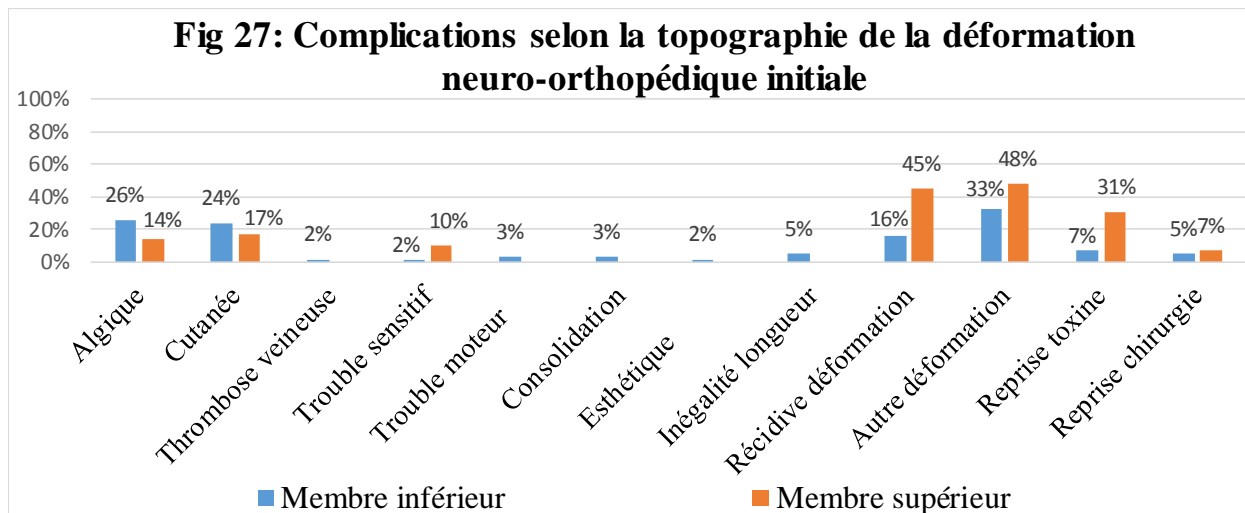 Fig 27: Complications selon la topographie de la déformation
neuro-orthopédique initiale
100%
80%
60%
40%
20%
0%
26%
14%
24%
17%
2%
2%
10%
3%
3%
2%
5%
16%
45%
33%
48%
7%
31%
5%
7%
Algique
Cutanée
Thrombose veineuse
Trouble sensitif
Trouble moteur
Consolidation
Esthétique
Inégalité longueur
Récidive déformation
Autre déformation
Reprise toxine
Reprise chirurgie
Membre inférieur
Membre supérieur